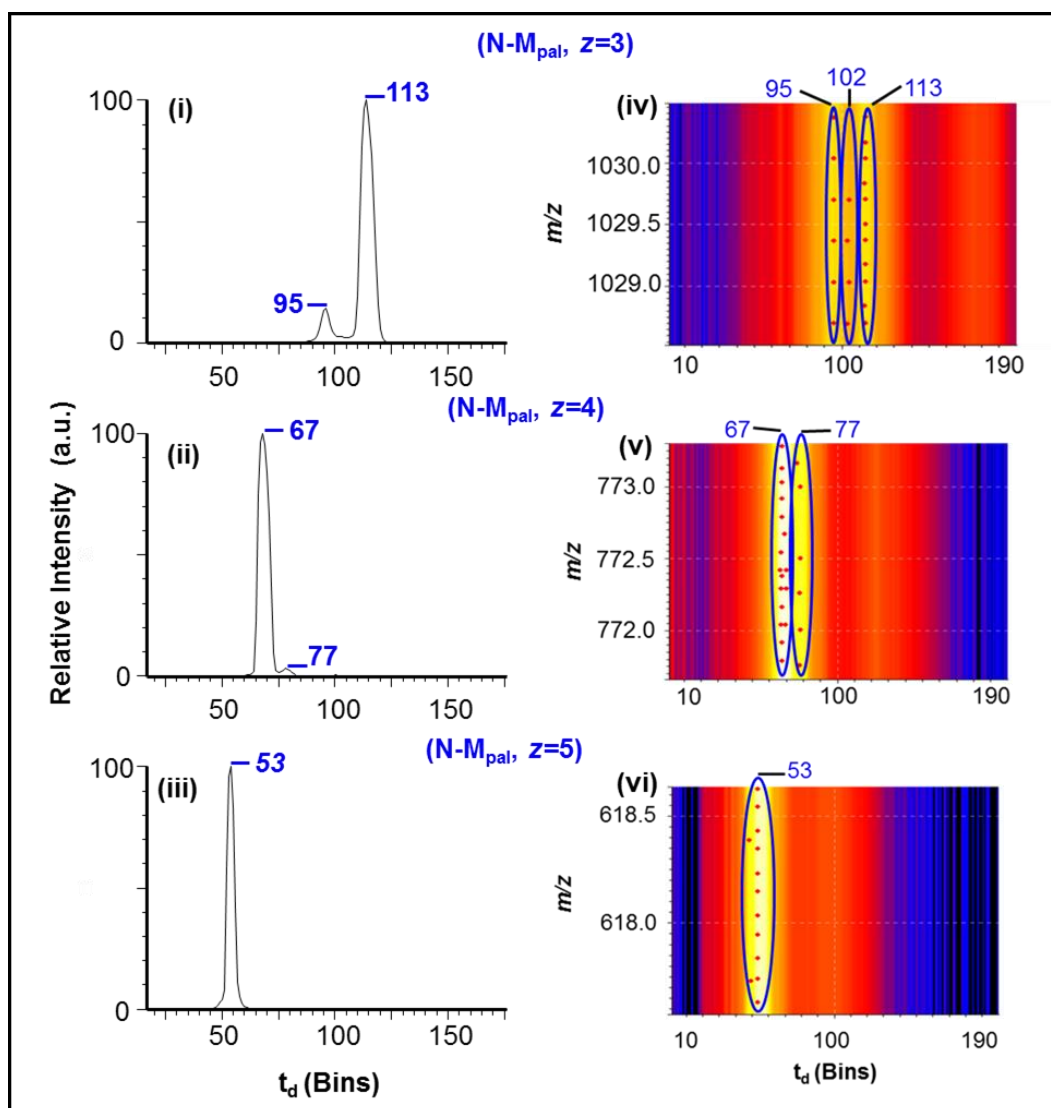 (N-Mpal, z=3)
(i)
100
113
95
0
50 100 150
(iv)
95 102 113
m/z
1030.0
1029.5
1029.0
10 100 190
Relative Intensity (a.u.)
(N-Mpal, z=4)
(ii)
100
67
77
0
50 100 150
(v)
67 77
m/z
773.0
772.5
772.0
10 100 190
(N-Mpal, z=5)
(iii)
100
53
0
50 100 150
td (Bins)
(vi)
53
m/z
618.5
618.0
10 100 190
td (Bins)